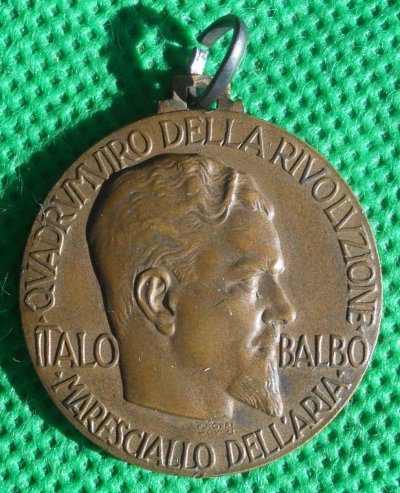 · QVADRVMVIRO DELLA · RIVOLVZIONE ·
ITALO BALBO
· MARESCIALLO DELL'ARIA ·